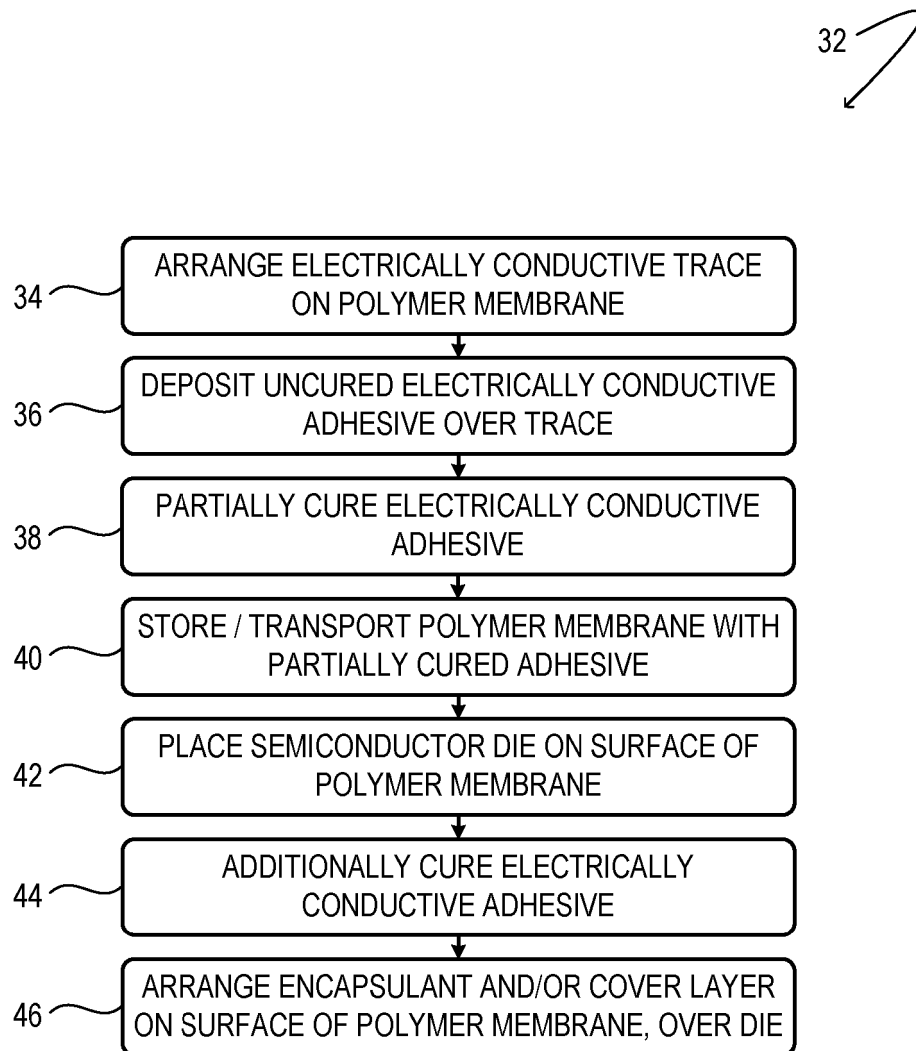 32
34
ARRANGE ELECTRICALLY CONDUCTIVE TRACE
ON POLYMER MEMBRANE
36
DEPOSIT UNCURED ELECTRICALLY CONDUCTIVE
ADHESIVE OVER TRACE
38
PARTIALLY CURE ELECTRICALLY CONDUCTIVE
ADHESIVE
40
STORE / TRANSPORT POLYMER MEMBRANE WITH
PARTIALLY CURED ADHESIVE
42
PLACE SEMICONDUCTOR DIE ON SURFACE OF
POLYMER MEMBRANE
44
ADDITIONALLY CURE ELECTRICALLY
CONDUCTIVE ADHESIVE
46
ARRANGE ENCAPSULANT AND/OR COVER LAYER
ON SURFACE OF POLYMER MEMBRANE, OVER DIE